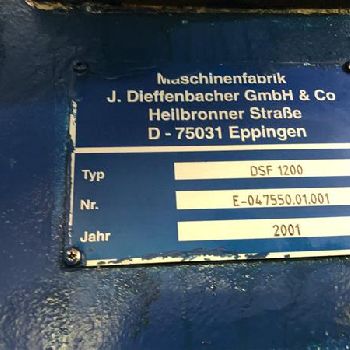 Maschinenfabrik
J. Dieffenbacher GmbH & Co
Heilbronner Straße
D - 75031 Eppingen
Typ DSF 1200
Nr. E-047550.01.001
Jahr 2001